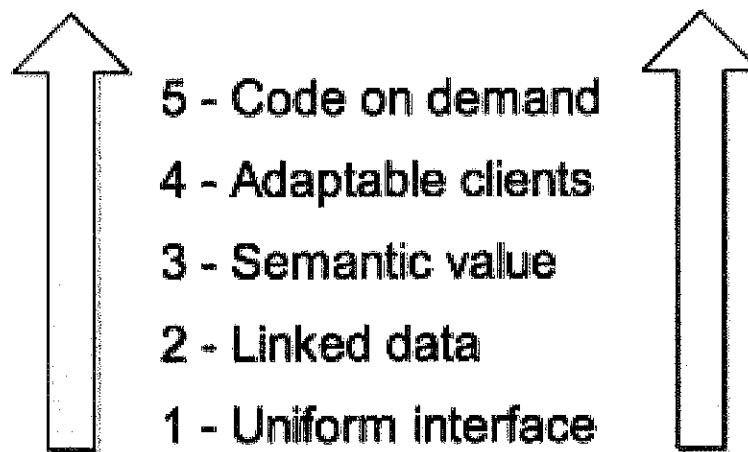 5 - Code on demand
4 - Adaptable clients
3 - Semantic value
2 - Linked data
1 - Uniform interface